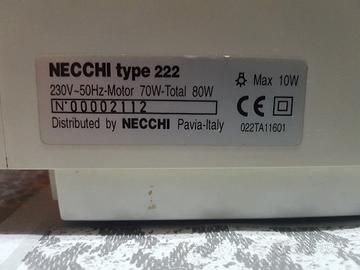 NECCHI type 222
230V~50Hz-Motor 70W-Total 80W
Max 10W
N° 00002112
CE
Distributed by NECCHI Pavia-Italy
022TA11601